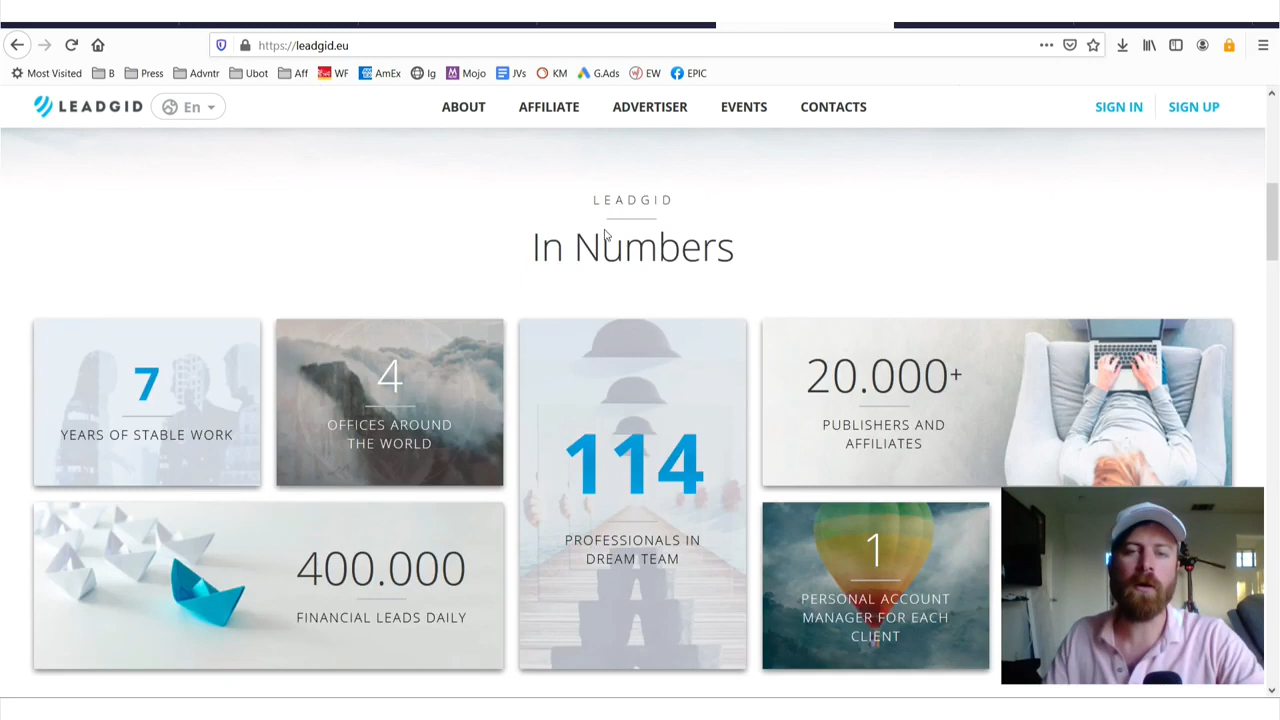 https://leadgid.eu
Most Visited B Press Advntr Ubot Aff WF AmEx Ig Mojo JVs KM G.Ads EW EPIC
LEADGID En ABOUT AFFILIATE ADVERTISER EVENTS CONTACTS SIGN IN SIGN UP
LEADGID
In Numbers
7
YEARS OF STABLE WORK
4
OFFICES AROUND
THE WORLD
114
PROFESSIONALS IN
DREAM TEAM
20.000+
PUBLISHERS AND
AFFILIATES
400.000
FINANCIAL LEADS DAILY
1
PERSONAL ACCOUNT
MANAGER FOR EACH
CLIENT